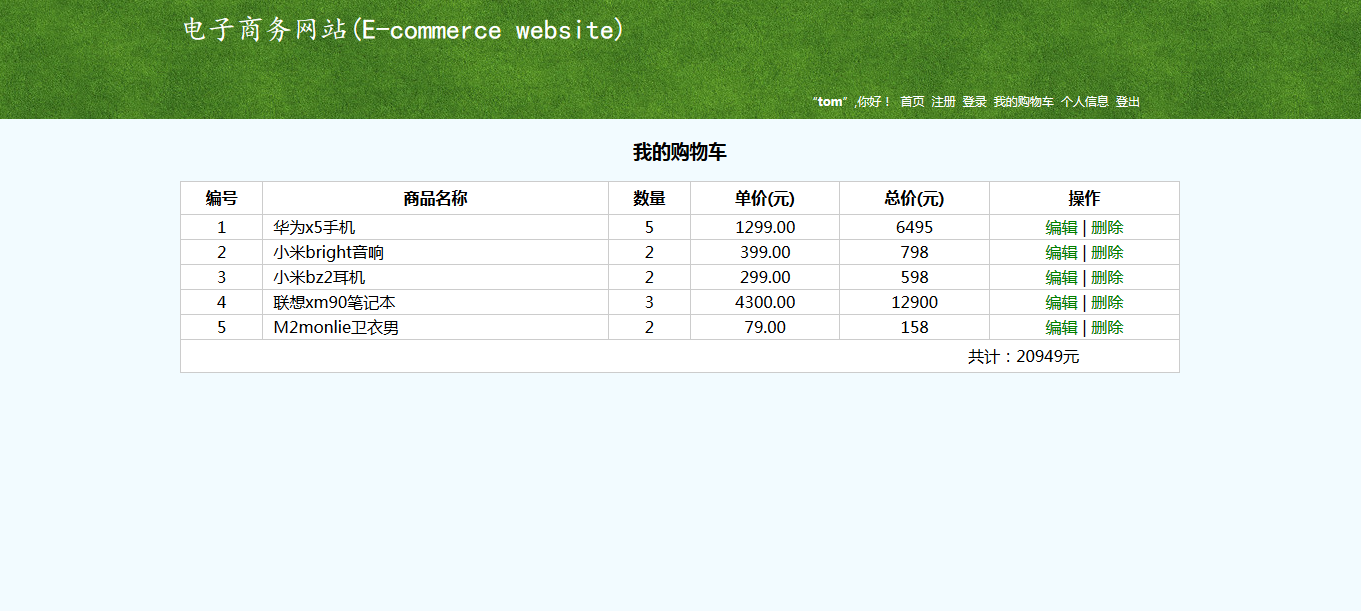 电子商务网站(E-commerce website)
“tom” ,你好！ 首页 注册 登录 我的购物车 个人信息 登出
我的购物车
编号 商品名称 数量 单价(元) 总价(元) 操作
1 华为x5手机 5 1299.00 6495 编辑 | 删除
2 小米bright音响 2 399.00 798 编辑 | 删除
3 小米bz2耳机 2 299.00 598 编辑 | 删除
4 联想xm90笔记本 3 4300.00 12900 编辑 | 删除
5 M2monlie卫衣男 2 79.00 158 编辑 | 删除
共计：20949元